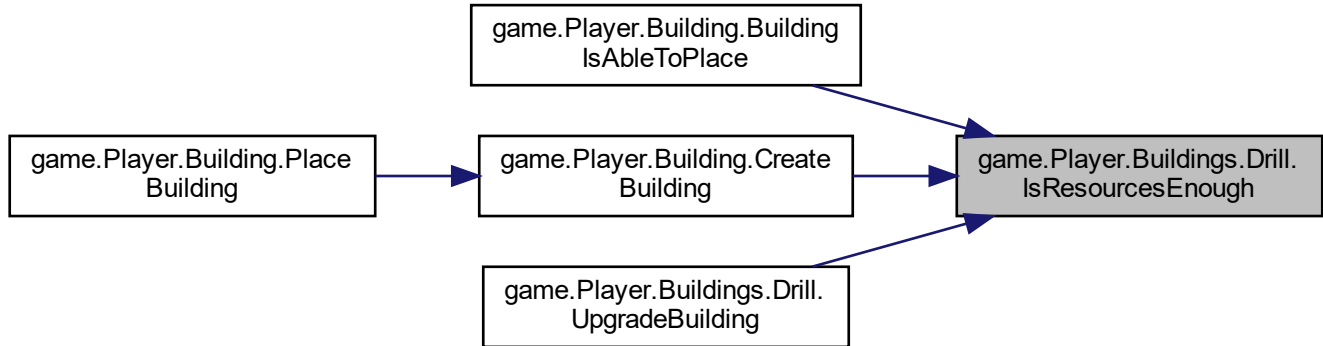 game.Player.Building.Building
IsAbleToPlace
game.Player.Building.Place
Building
game.Player.Building.Create
Building
game.Player.Buildings.Drill.
IsResourcesEnough
game.Player.Buildings.Drill.
UpgradeBuilding